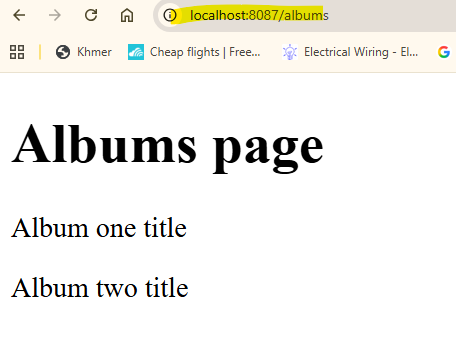 localhost:8087/albums
Khmer Cheap flights | Free... Electrical Wiring - El...
Albums page
Album one title
Album two title